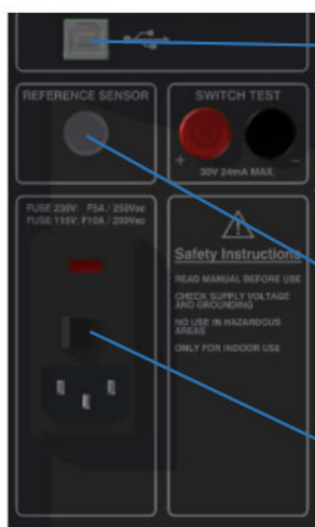 REFERENCE SENSOR
SWITCH TEST
+ −
30V 24mA MAX.
FUSE 230V: F5A / 250Vac
FUSE 115V: F10A / 250Vac
Safety Instructions
READ MANUAL BEFORE USE
CHECK SUPPLY VOLTAGE
AND GROUNDING
NO USE IN HAZARDOUS
AREAS
ONLY FOR INDOOR USE